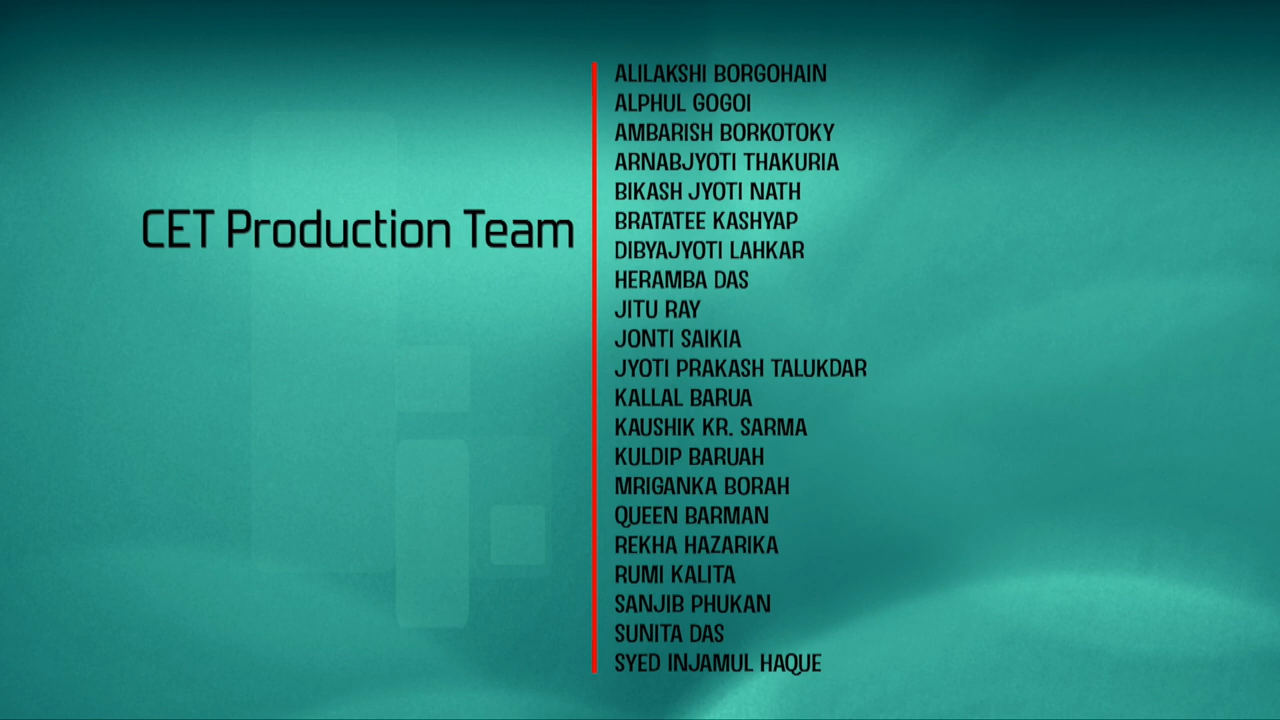 CET Production Team
ALILAKSHI BORGOHAIN
ALPHUL GOGOI
AMBARISH BORKOTOKY
ARNABJYOTI THAKURIA
BIKASH JYOTI NATH
BRATATEE KASHYAP
DIBYAJYOTI LAHKAR
HERAMBA DAS
JITU RAY
JONTI SAIKIA
JYOTI PRAKASH TALUKDAR
KALLAL BARUA
KAUSHIK KR. SARMA
KULDIP BARUAH
MRIGANKA BORAH
QUEEN BARMAN
REKHA HAZARIKA
RUMI KALITA
SANJIB PHUKAN
SUNITA DAS
SYED INJAMUL HAQUE